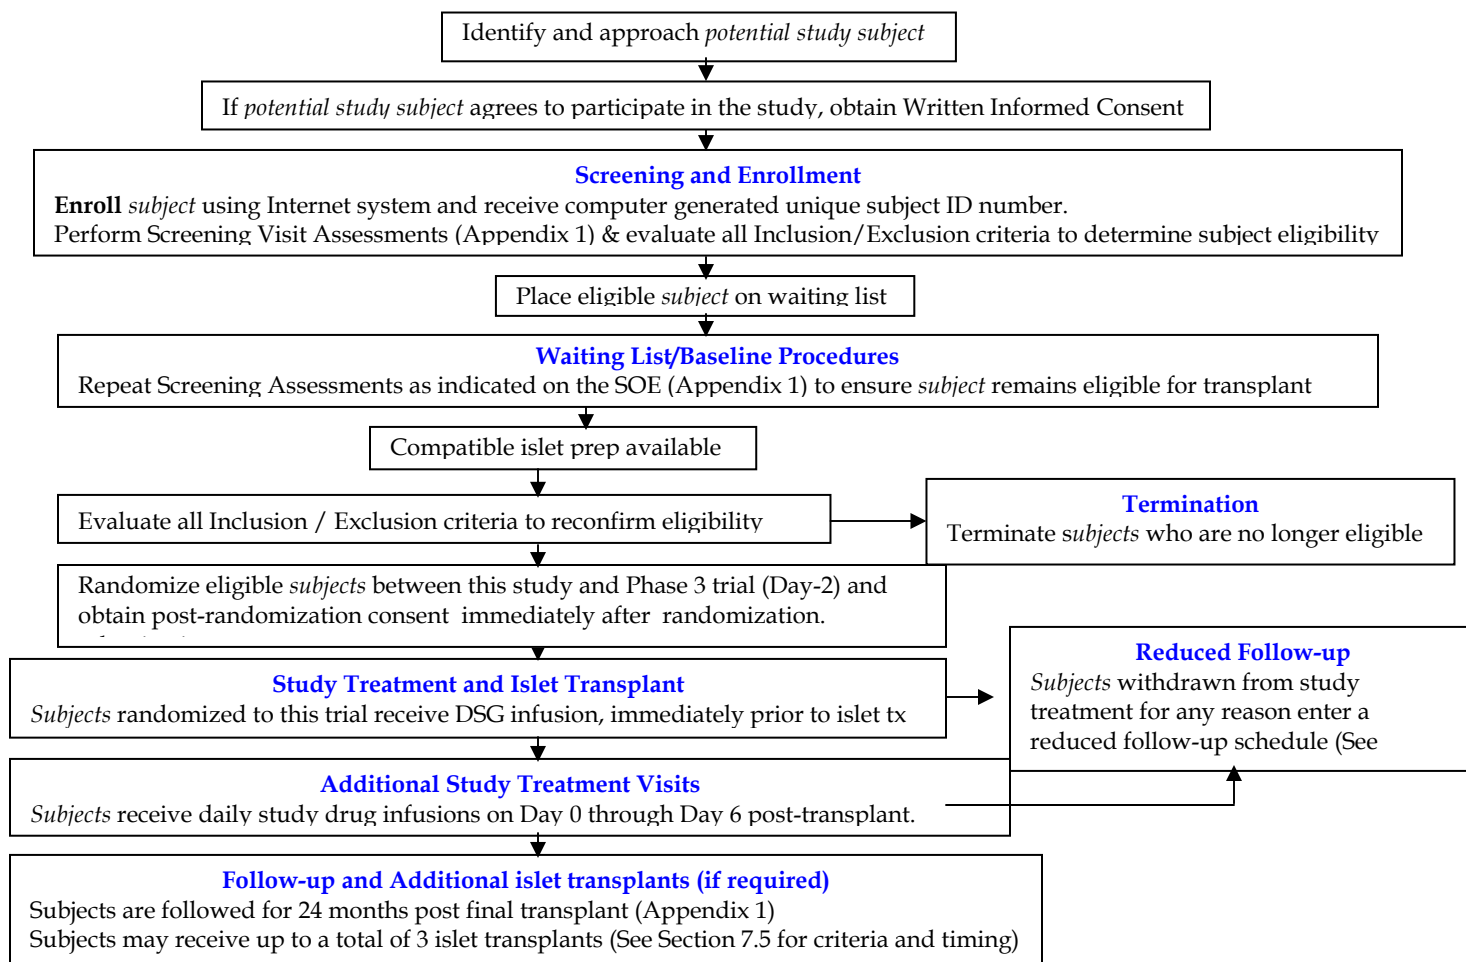 Identify and approach potential study subject
If potential study subject agrees to participate in the study, obtain Written Informed Consent
Screening and Enrollment
Enroll subject using Internet system and receive computer generated unique subject ID number.
Perform Screening Visit Assessments (Appendix 1) & evaluate all Inclusion/Exclusion criteria to determine subject eligibility
Place eligible subject on waiting list
Waiting List/Baseline Procedures
Repeat Screening Assessments as indicated on the SOE (Appendix 1) to ensure subject remains eligible for transplant
Compatible islet prep available
Evaluate all Inclusion / Exclusion criteria to reconfirm eligibility
Termination
Terminate subjects who are no longer eligible
Randomize eligible subjects between this study and Phase 3 trial (Day-2) and
obtain post-randomization consent immediately after randomization.
Study Treatment and Islet Transplant
Subjects randomized to this trial receive DSG infusion, immediately prior to islet tx
Reduced Follow-up
Subjects withdrawn from study
treatment for any reason enter a
reduced follow-up schedule (See
Additional Study Treatment Visits
Subjects receive daily study drug infusions on Day 0 through Day 6 post-transplant.
Follow-up and Additional islet transplants (if required)
Subjects are followed for 24 months post final transplant (Appendix 1)
Subjects may receive up to a total of 3 islet transplants (See Section 7.5 for criteria and timing)